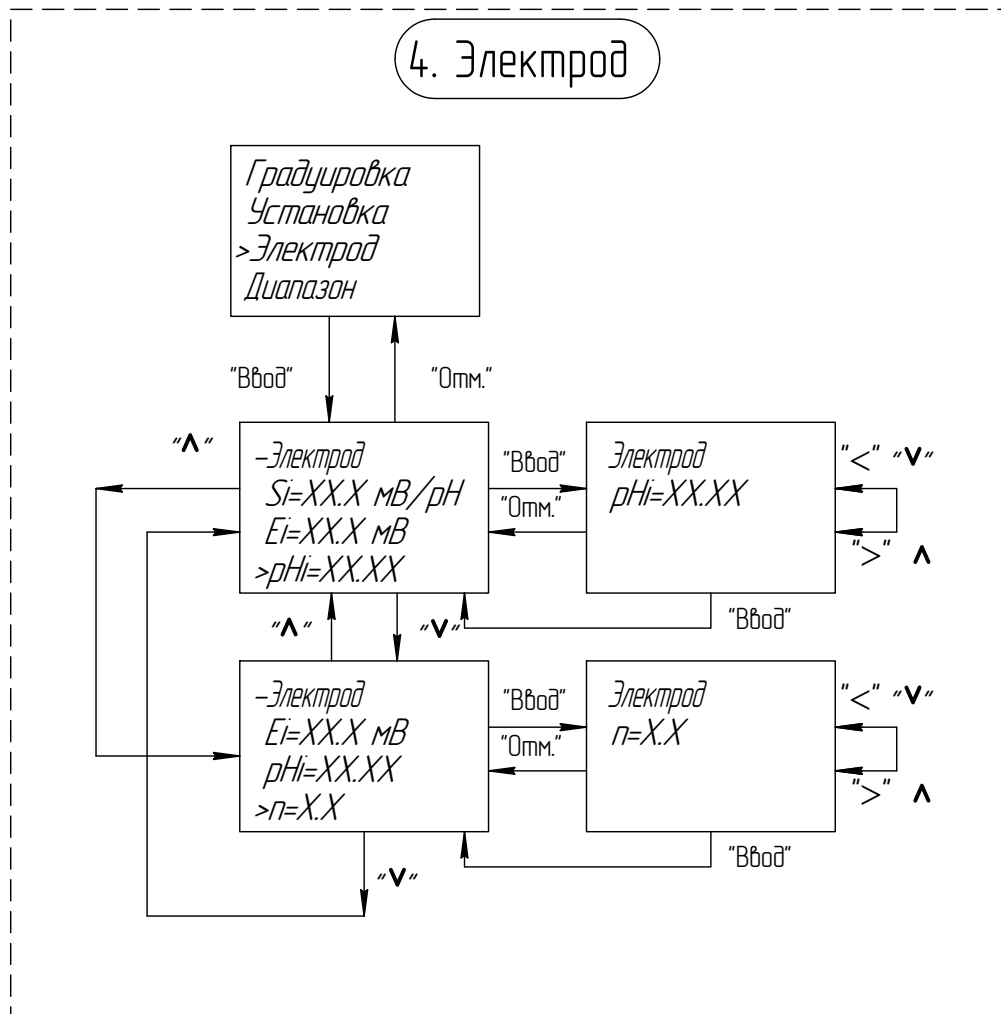 4. Электрод
Градуировка
Установка
>Электрод
Диапазон
"Ввод"
"Отм."
"Λ"
-Электрод
Si=XX.X мВ/pH
Ei=XX.X мВ
>pHi=XX.XX
"Ввод"
"Отм."
Электрод
pHi=XX.XX
"<" "V"
">" Λ
"Ввод"
"Λ"
"V"
-Электрод
Ei=XX.X мВ
pHi=XX.XX
>n=X.X
"Ввод"
"Отм."
Электрод
n=X.X
"<" "V"
">" Λ
"Ввод"
"V"